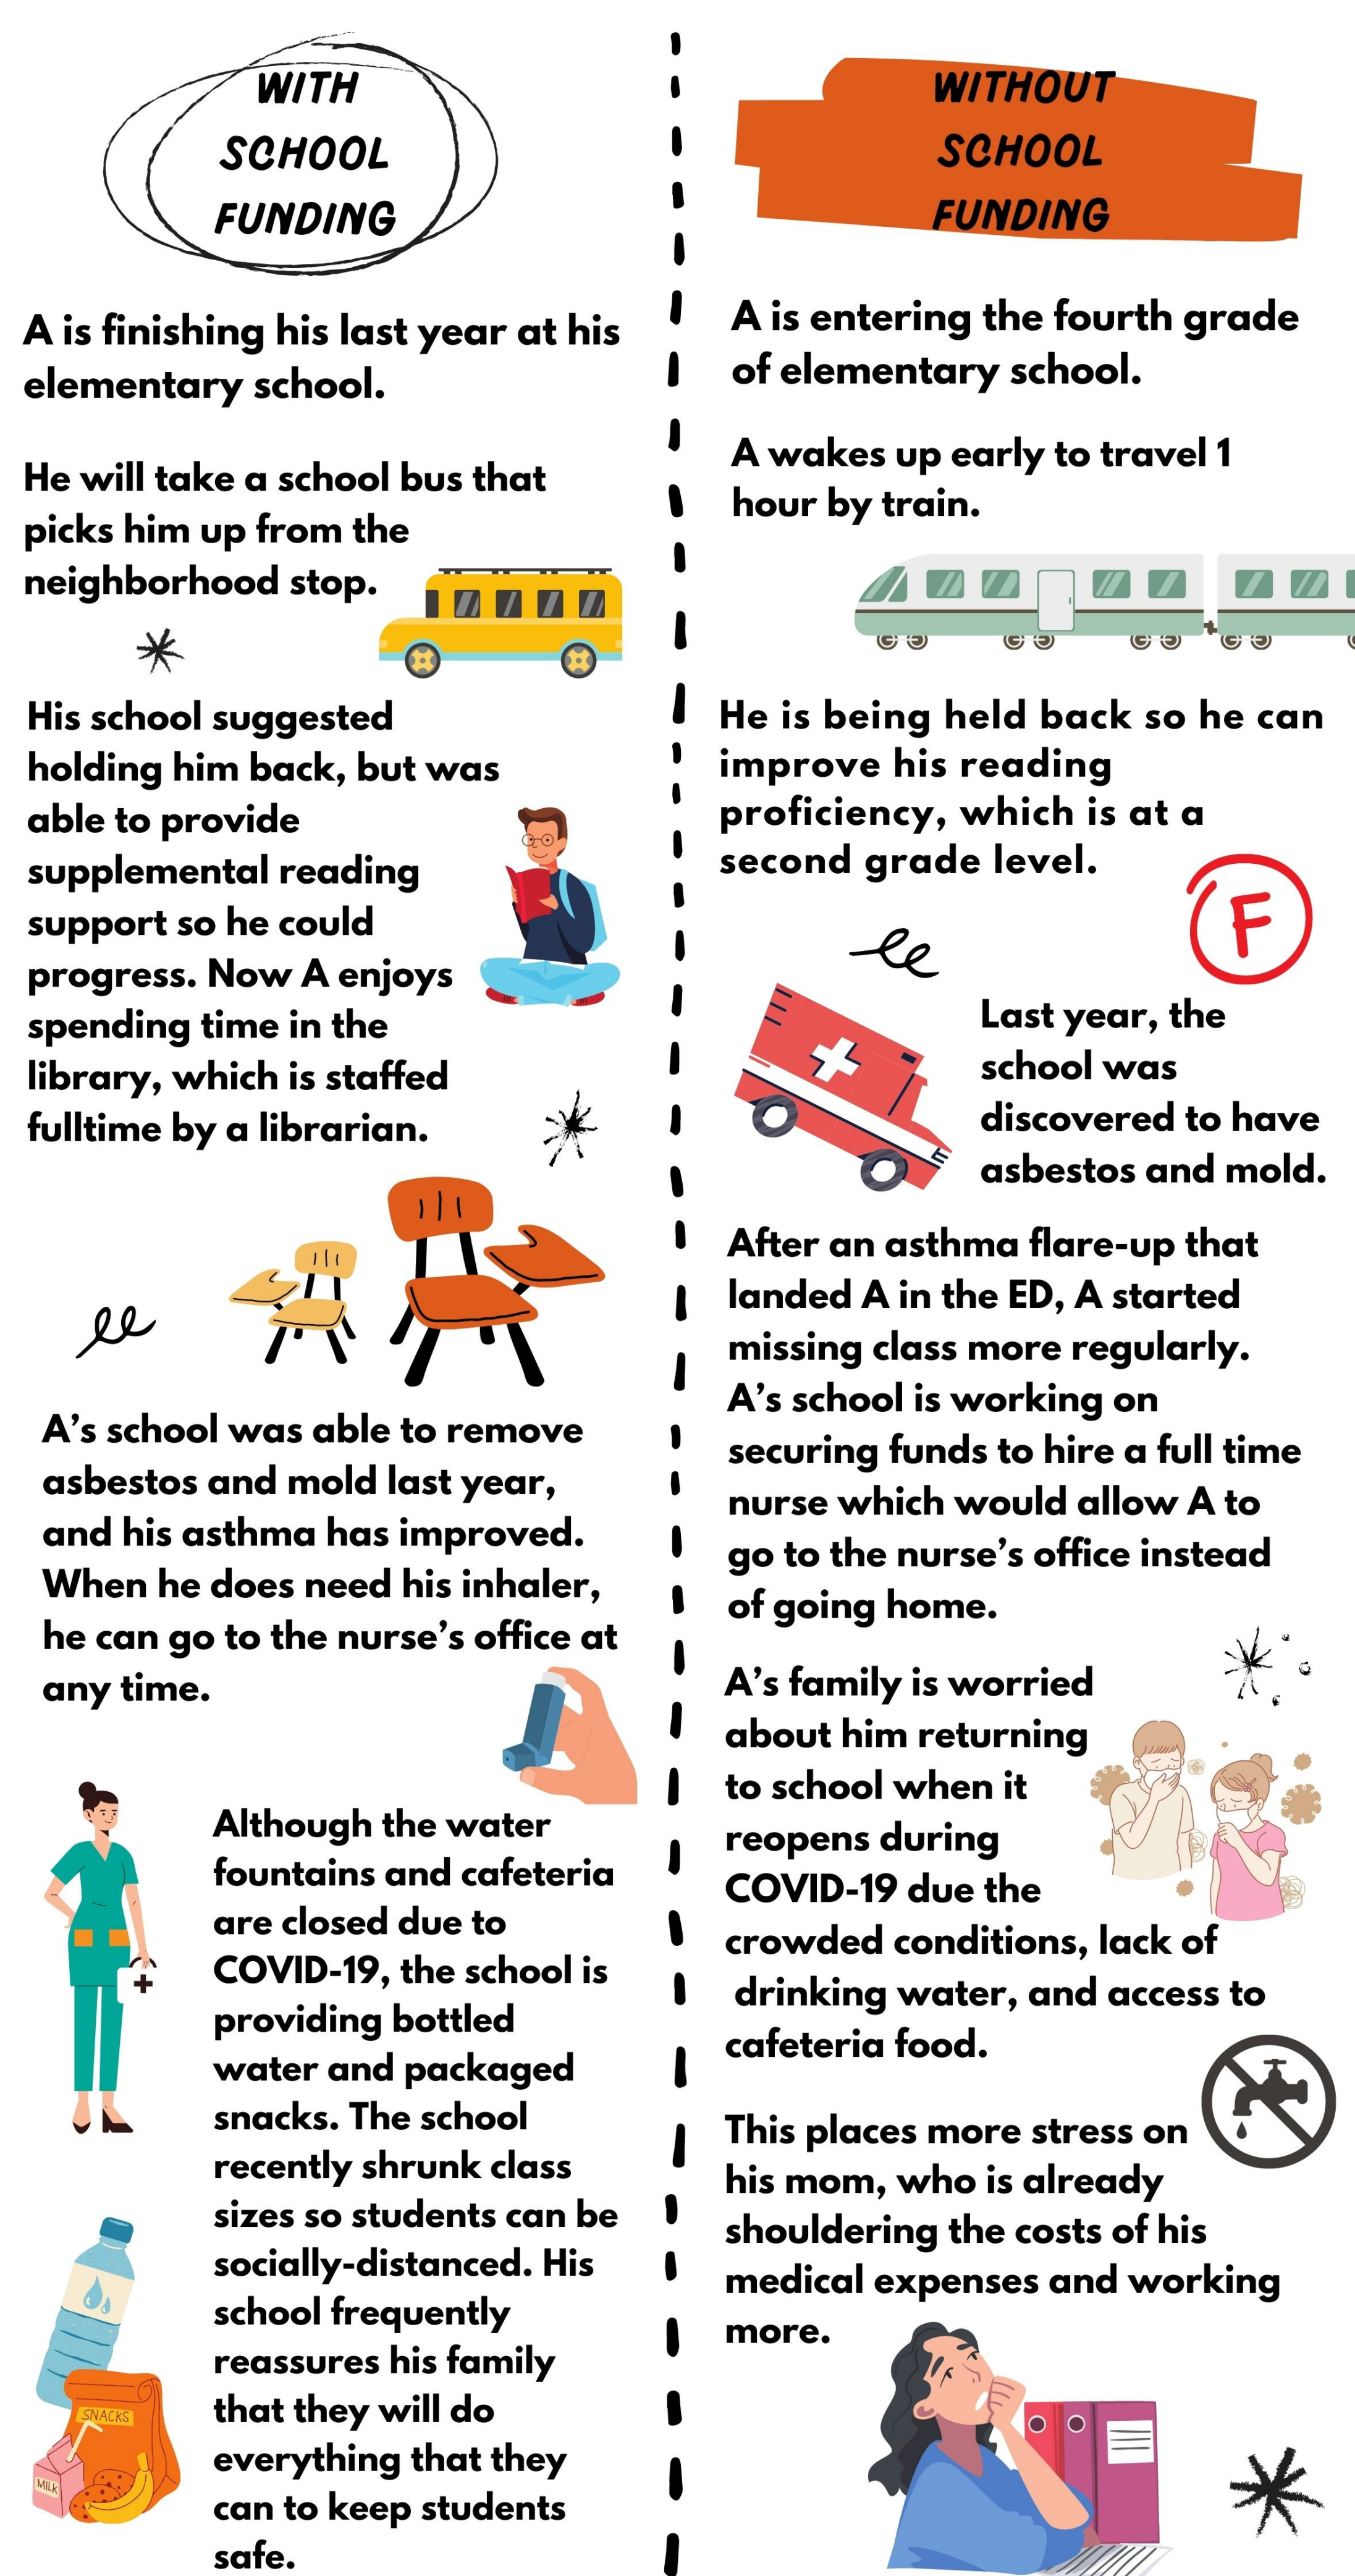 WITH
SCHOOL
FUNDING
A is finishing his last year at his
elementary school.
He will take a school bus that
picks him up from the
neighborhood stop.
His school suggested
holding him back, but was
able to provide
supplemental reading
support so he could
progress. Now A enjoys
spending time in the
library, which is staffed
fulltime by a librarian.
A's school was able to remove
asbestos and mold last year,
and his asthma has improved.
When he does need his inhaler,
he can go to the nurse's office at
any time.
Although the water
fountains and cafeteria
are closed due to
COVID-19, the school is
providing bottled
water and packaged
snacks. The school
recently shrunk class
sizes so students can be
socially-distanced. His
school frequently
reassures his family
that they will do
everything that they
can to keep students
safe.
SNACKS
MILK
WITHOUT
SCHOOL
FUNDING
A is entering the fourth grade
of elementary school.
A wakes up early to travel 1
hour by train.
He is being held back so he can
improve his reading
proficiency, which is at a
second grade level.
F
Last year, the
school was
discovered to have
asbestos and mold.
After an asthma flare-up that
landed A in the ED, A started
missing class more regularly.
A's school is working on
securing funds to hire a full time
nurse which would allow A to
go to the nurse's office instead
of going home.
A's family is worried
about him returning
to school when it
reopens during
COVID-19 due the
crowded conditions, lack of
drinking water, and access to
cafeteria food.
This places more stress on
his mom, who is already
shouldering the costs of his
medical expenses and working
more.